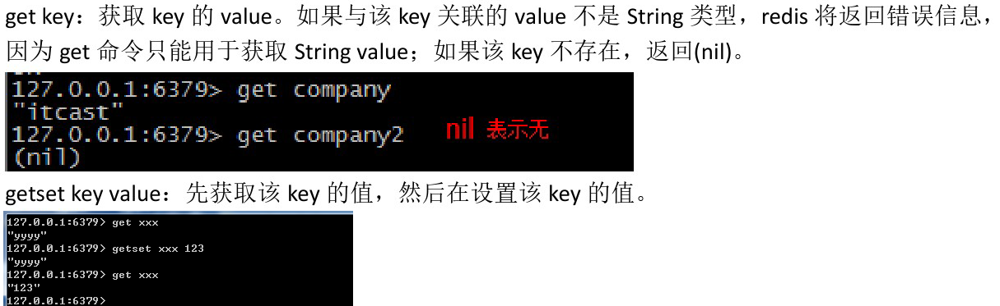 get key：获取 key 的 value。如果与该 key 关联的 value 不是 String 类型，redis 将返回错误信息，
因为 get 命令只能用于获取 String value；如果该 key 不存在，返回(nil)。
127.0.0.1:6379> get company
"itcast"
127.0.0.1:6379> get company2 nil 表示无
(nil)
getset key value：先获取该 key 的值，然后在设置该 key 的值。
127.0.0.1:6379> get xxx
"yyyy"
127.0.0.1:6379> getset xxx 123
"yyyy"
127.0.0.1:6379> get xxx
"123"
127.0.0.1:6379>